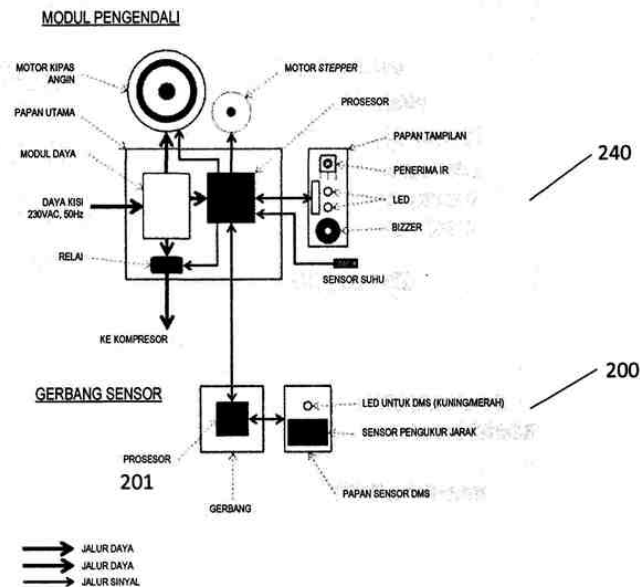 MODUL PENGENDALI
MOTOR KIPAS
ANGIN
MOTOR STEPPER
PAPAN UTAMA
PROSESOR
MODUL DAYA
PAPAN TAMPILAN
PENERIMA IR
240
DAYA KISI
230VAC, 50Hz
LED
BIZZER
RELAI
SENSOR SUHU
KE KOMPRESOR
GERBANG SENSOR
200
LED UNTUK DMS (KUNING/MERAH)
SENSOR PENGUKUR JARAK
PROSESOR
201
PAPAN SENSOR DMS
GERBANG
JALUR DAYA
JALUR DAYA
JALUR SINYAL